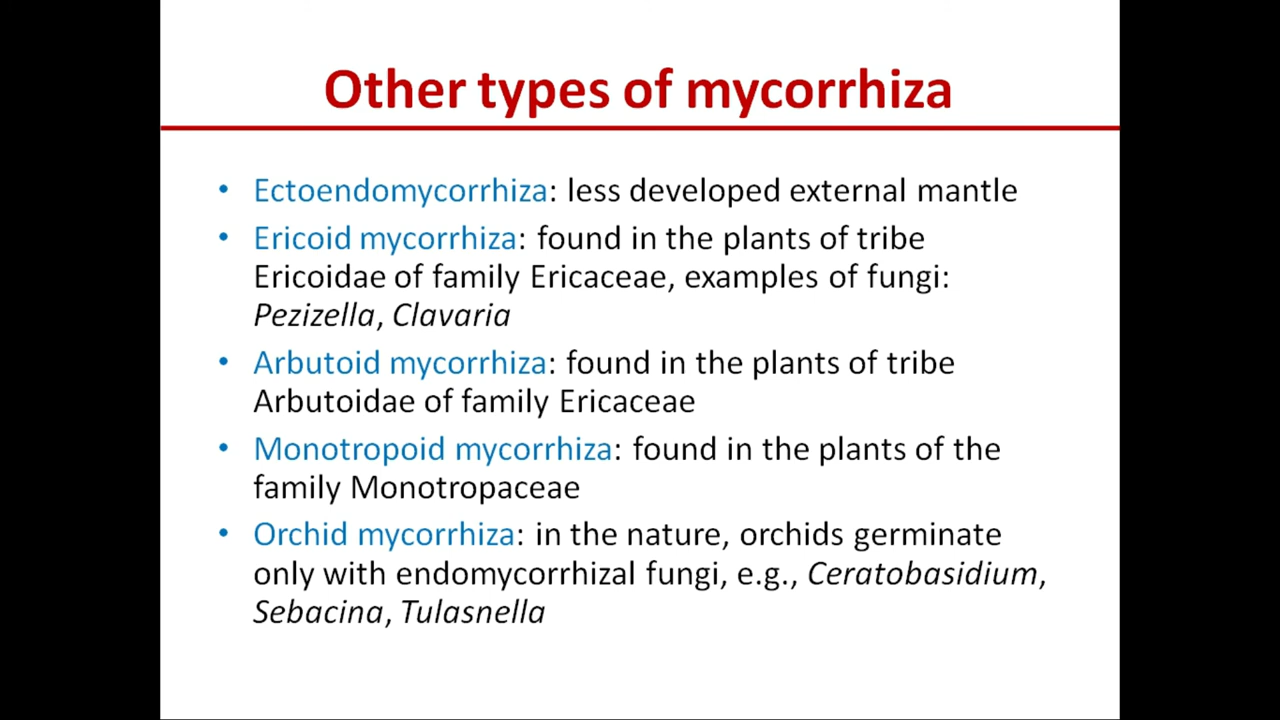 Other types of mycorrhiza
• Ectoendomycorrhiza: less developed external mantle
• Ericoid mycorrhiza: found in the plants of tribe
Ericoidae of family Ericaceae, examples of fungi:
Pezizella, Clavaria
• Arbutoid mycorrhiza: found in the plants of tribe
Arbutoidae of family Ericaceae
• Monotropoid mycorrhiza: found in the plants of the
family Monotropaceae
• Orchid mycorrhiza: in the nature, orchids germinate
only with endomycorrhizal fungi, e.g., Ceratobasidium,
Sebacina, Tulasnella